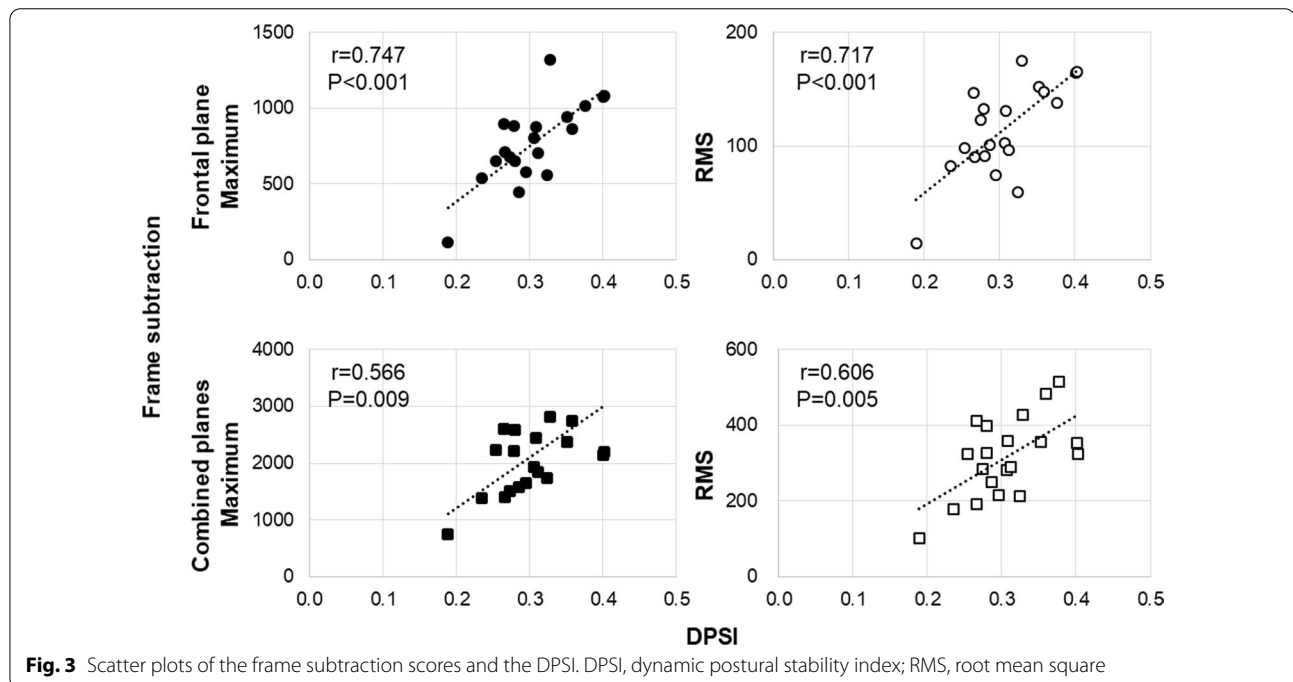 Frame subtraction
Frontal plane
Maximum
1500
1000
500
0
r=0.747
P<0.001
0.0 0.1 0.2 0.3 0.4 0.5
RMS
200
100
0
r=0.717
P<0.001
0.0 0.1 0.2 0.3 0.4 0.5
Combined planes
Maximum
4000
3000
2000
1000
0
r=0.566
P=0.009
0.0 0.1 0.2 0.3 0.4 0.5
RMS
600
400
200
0
r=0.606
P=0.005
0.0 0.1 0.2 0.3 0.4 0.5
DPSI
Fig. 3 Scatter plots of the frame subtraction scores and the DPSI. DPSI, dynamic postural stability index; RMS, root mean square